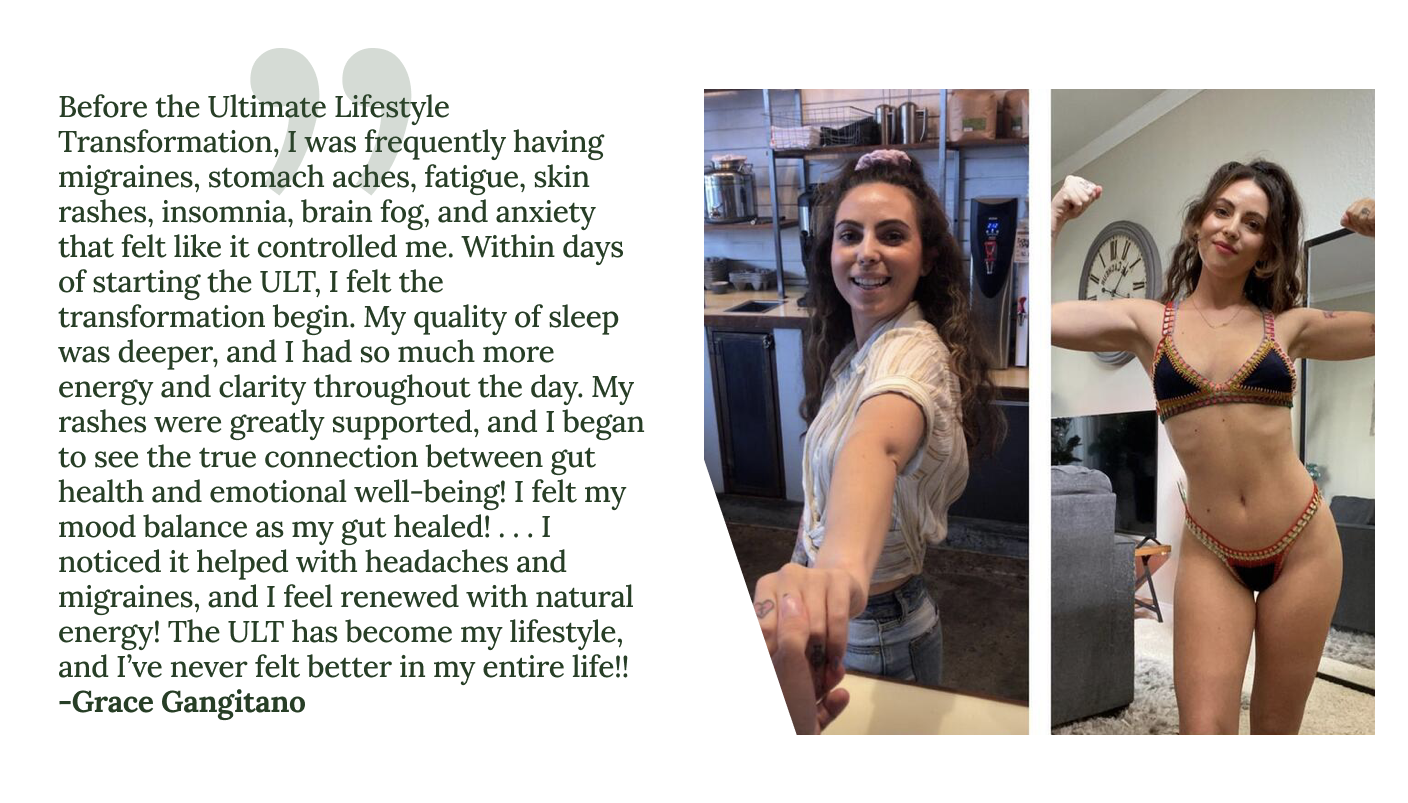 Before the Ultimate Lifestyle
Transformation, I was frequently having
migraines, stomach aches, fatigue, skin
rashes, insomnia, brain fog, and anxiety
that felt like it controlled me. Within days
of starting the ULT, I felt the
transformation begin. My quality of sleep
was deeper, and I had so much more
energy and clarity throughout the day. My
rashes were greatly supported, and I began
to see the true connection between gut
health and emotional well-being! I felt my
mood balance as my gut healed! . . . I
noticed it helped with headaches and
migraines, and I feel renewed with natural
energy! The ULT has become my lifestyle,
and I’ve never felt better in my entire life!!
-Grace Gangitano